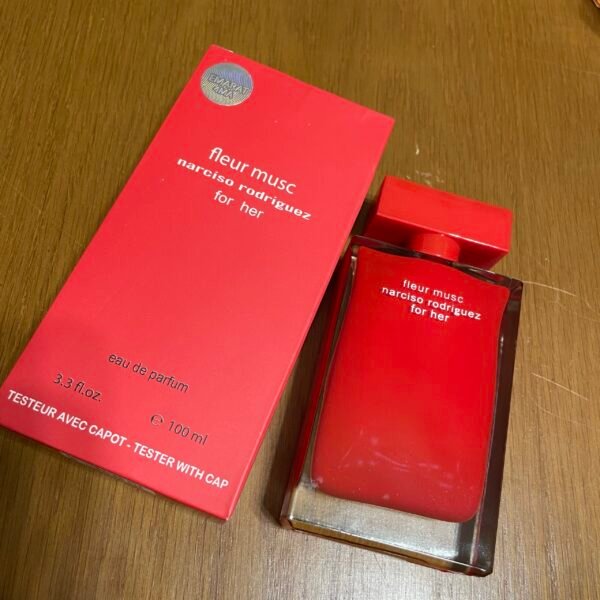 EMARAT
fleur musc
narciso rodriguez
for her
eau de parfum
3.3 fl.oz.
℮ 100 ml
TESTEUR AVEC CAPOT - TESTER WITH CAP
fleur musc
narciso rodriguez
for her